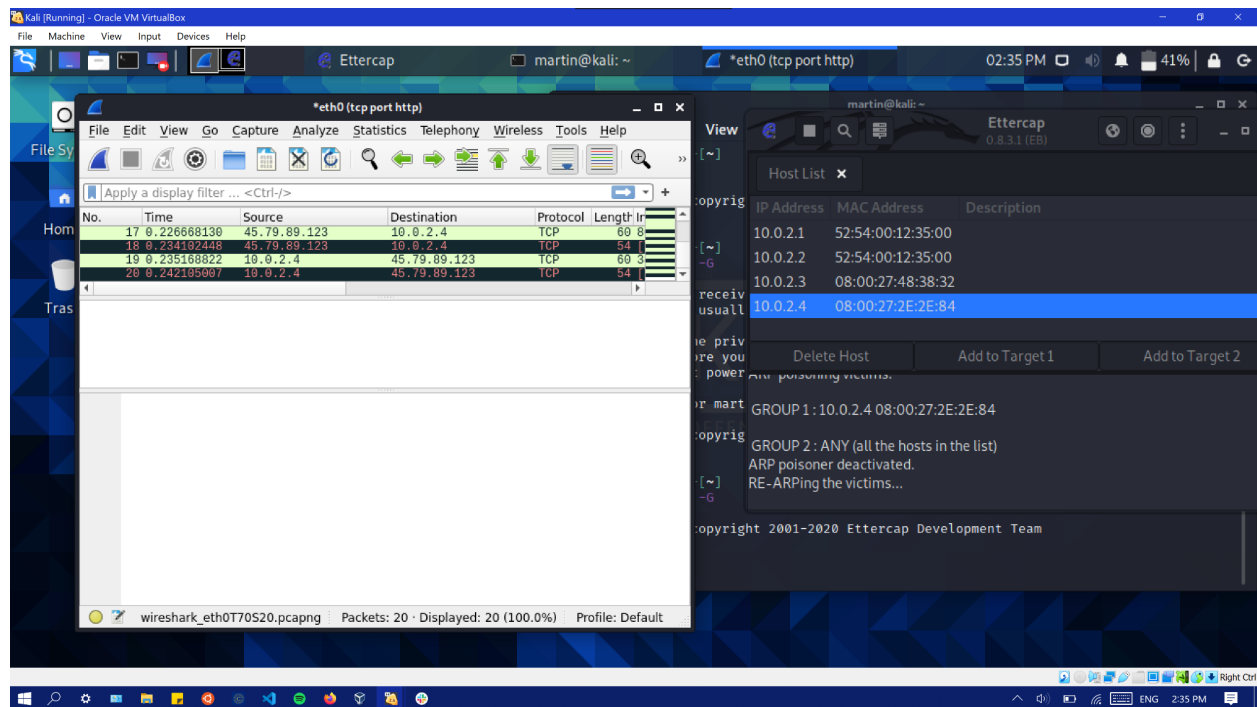 Kali [Running] - Oracle VM VirtualBox
File Machine View Input Devices Help
Ettercap
martin@kali: ~
*eth0 (tcp port http)
02:35 PM
41%
File Sy
Hom
Tras
*eth0 (tcp port http)
File Edit View Go Capture Analyze Statistics Telephony Wireless Tools Help
Apply a display filter ... <Ctrl-/>
No. Time Source Destination Protocol Length Ir
17 0.226668130 45.79.89.123 10.0.2.4 TCP 60 8
18 0.234102448 45.79.89.123 10.0.2.4 TCP 54 [
19 0.235168822 10.0.2.4 45.79.89.123 TCP 60 3
20 0.242105007 10.0.2.4 45.79.89.123 TCP 54 [
wireshark_eth0T70S20.pcapng Packets: 20 · Displayed: 20 (100.0%) Profile: Default
martin@kali: ~
View
[~]
opyrig
[~]
-G
receiv
usuall
e priv
re you
power
r mart
opyrig
[~]
-G
opyright 2001-2020 Ettercap Development Team
Ettercap
0.8.3.1 (EB)
Host List
IP Address MAC Address Description
10.0.2.1 52:54:00:12:35:00
10.0.2.2 52:54:00:12:35:00
10.0.2.3 08:00:27:48:38:32
10.0.2.4 08:00:27:2E:2E:84
Delete Host Add to Target 1 Add to Target 2
ARP poisoning victims:
GROUP 1 : 10.0.2.4 08:00:27:2E:2E:84
GROUP 2 : ANY (all the hosts in the list)
ARP poisoner deactivated.
RE-ARPing the victims...
Right Ctrl
ENG 2:35 PM